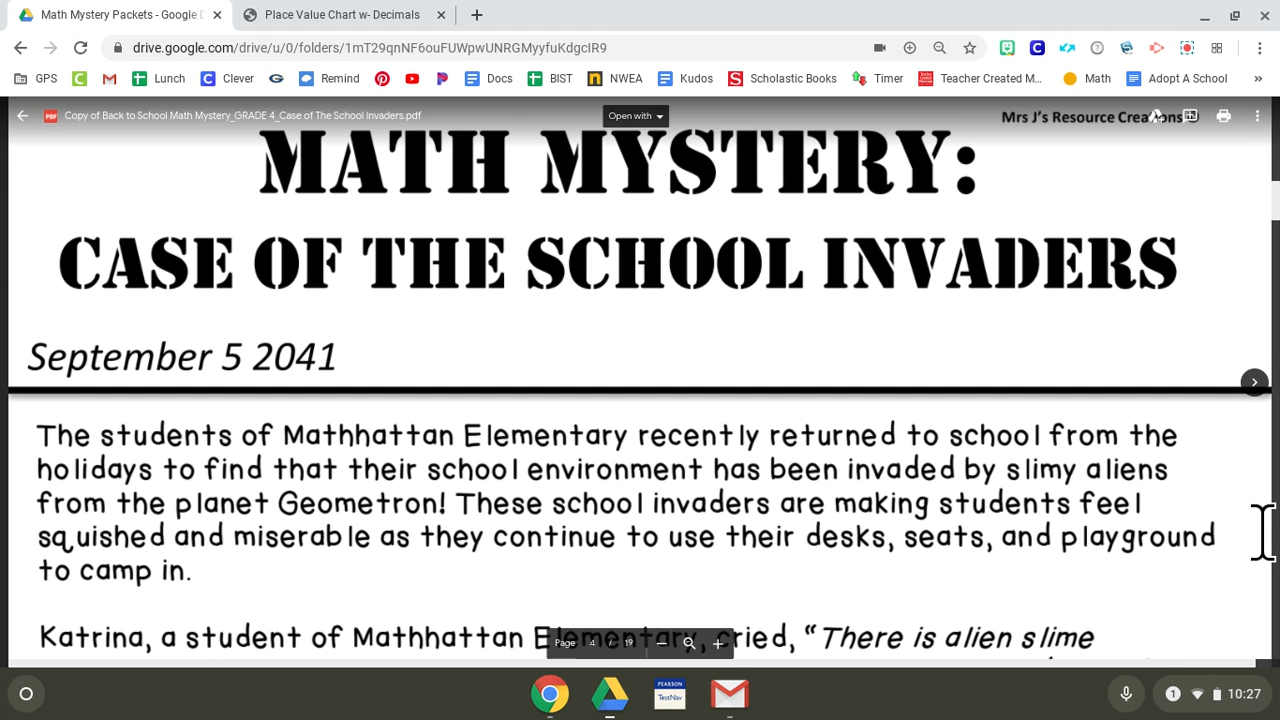 Math Mystery Packets - Google D
Place Value Chart w- Decimals
drive.google.com/drive/u/0/folders/1mT29qnNF6ouFUWpwUNRGMyyfuKdgcIR9
GPS
Lunch
Clever
Remind
Docs
BIST
NWEA
Kudos
Scholastic Books
Timer
Teacher Created M...
Math
Adopt A School
Copy of Back to School Math Mystery_GRADE 4_Case of The School Invaders.pdf
Open with
Mrs J's Resource Creations
MATH MYSTERY:
CASE OF THE SCHOOL INVADERS
September 5 2041
The students of Mathhattan Elementary recently returned to school from the
holidays to find that their school environment has been invaded by slimy aliens
from the planet Geometron! These school invaders are making students feel
squished and miserable as they continue to use their desks, seats, and playground
to camp in.
Katrina, a student of Mathhattan Elementary, cried, “There is alien slime
Page 4 / 19
PEARSON
TestNav
1
10:27